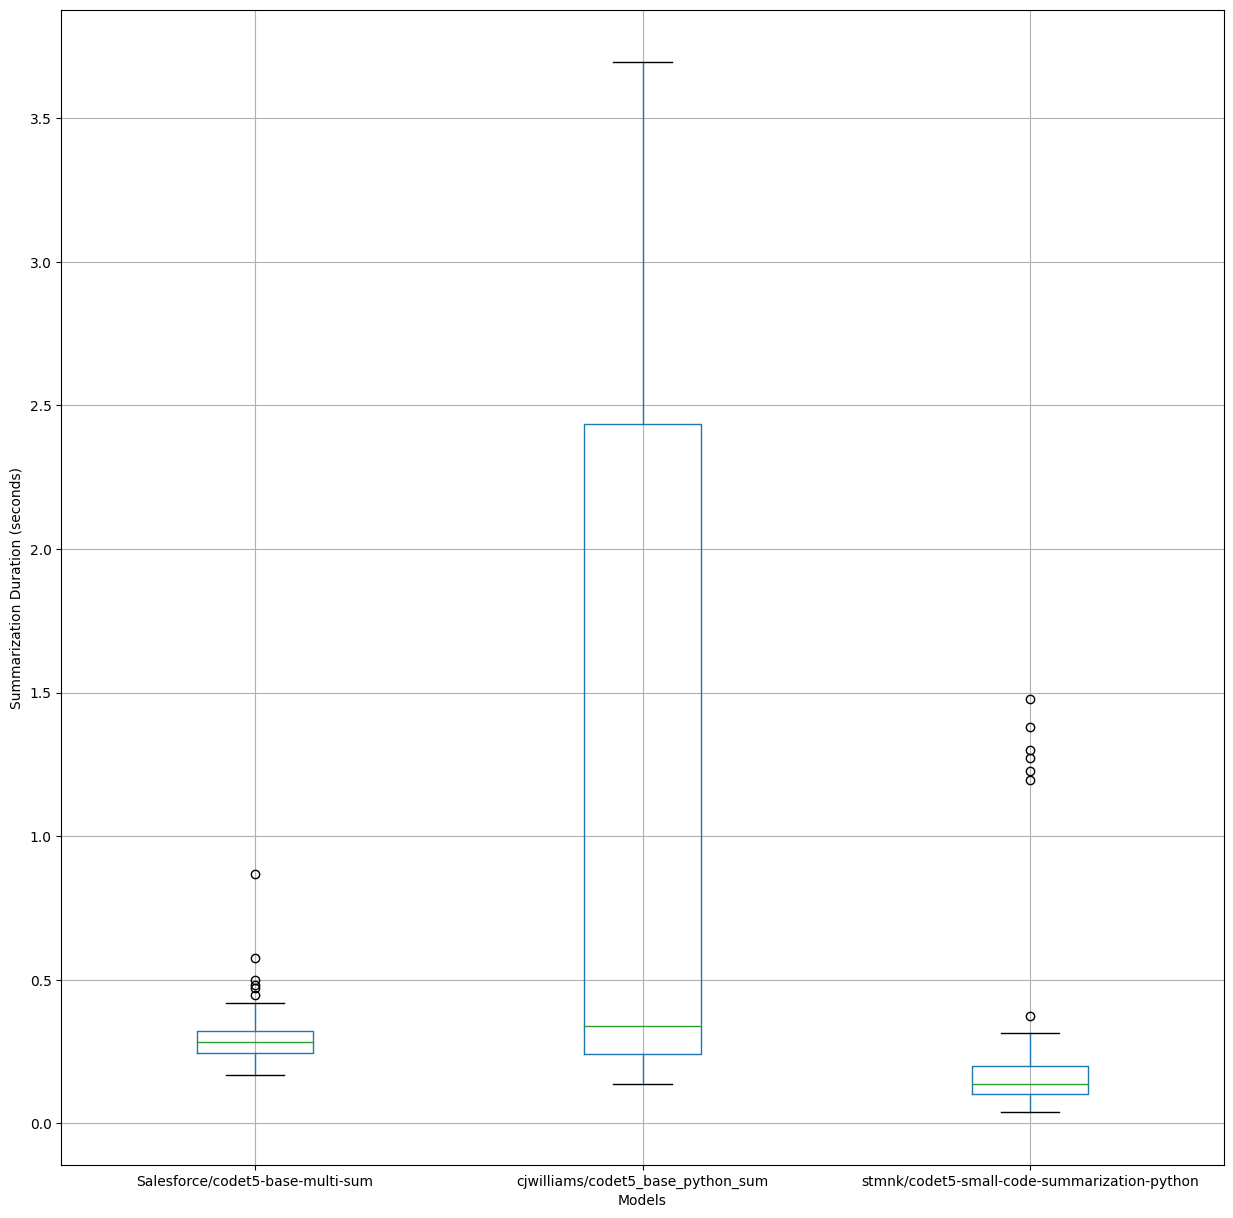 Summarization Duration (seconds)
3.5
3.0
2.5
2.0
1.5
1.0
0.5
0.0
Salesforce/codet5-base-multi-sum
cjwilliams/codet5_base_python_sum
stmnk/codet5-small-code-summarization-python
Models